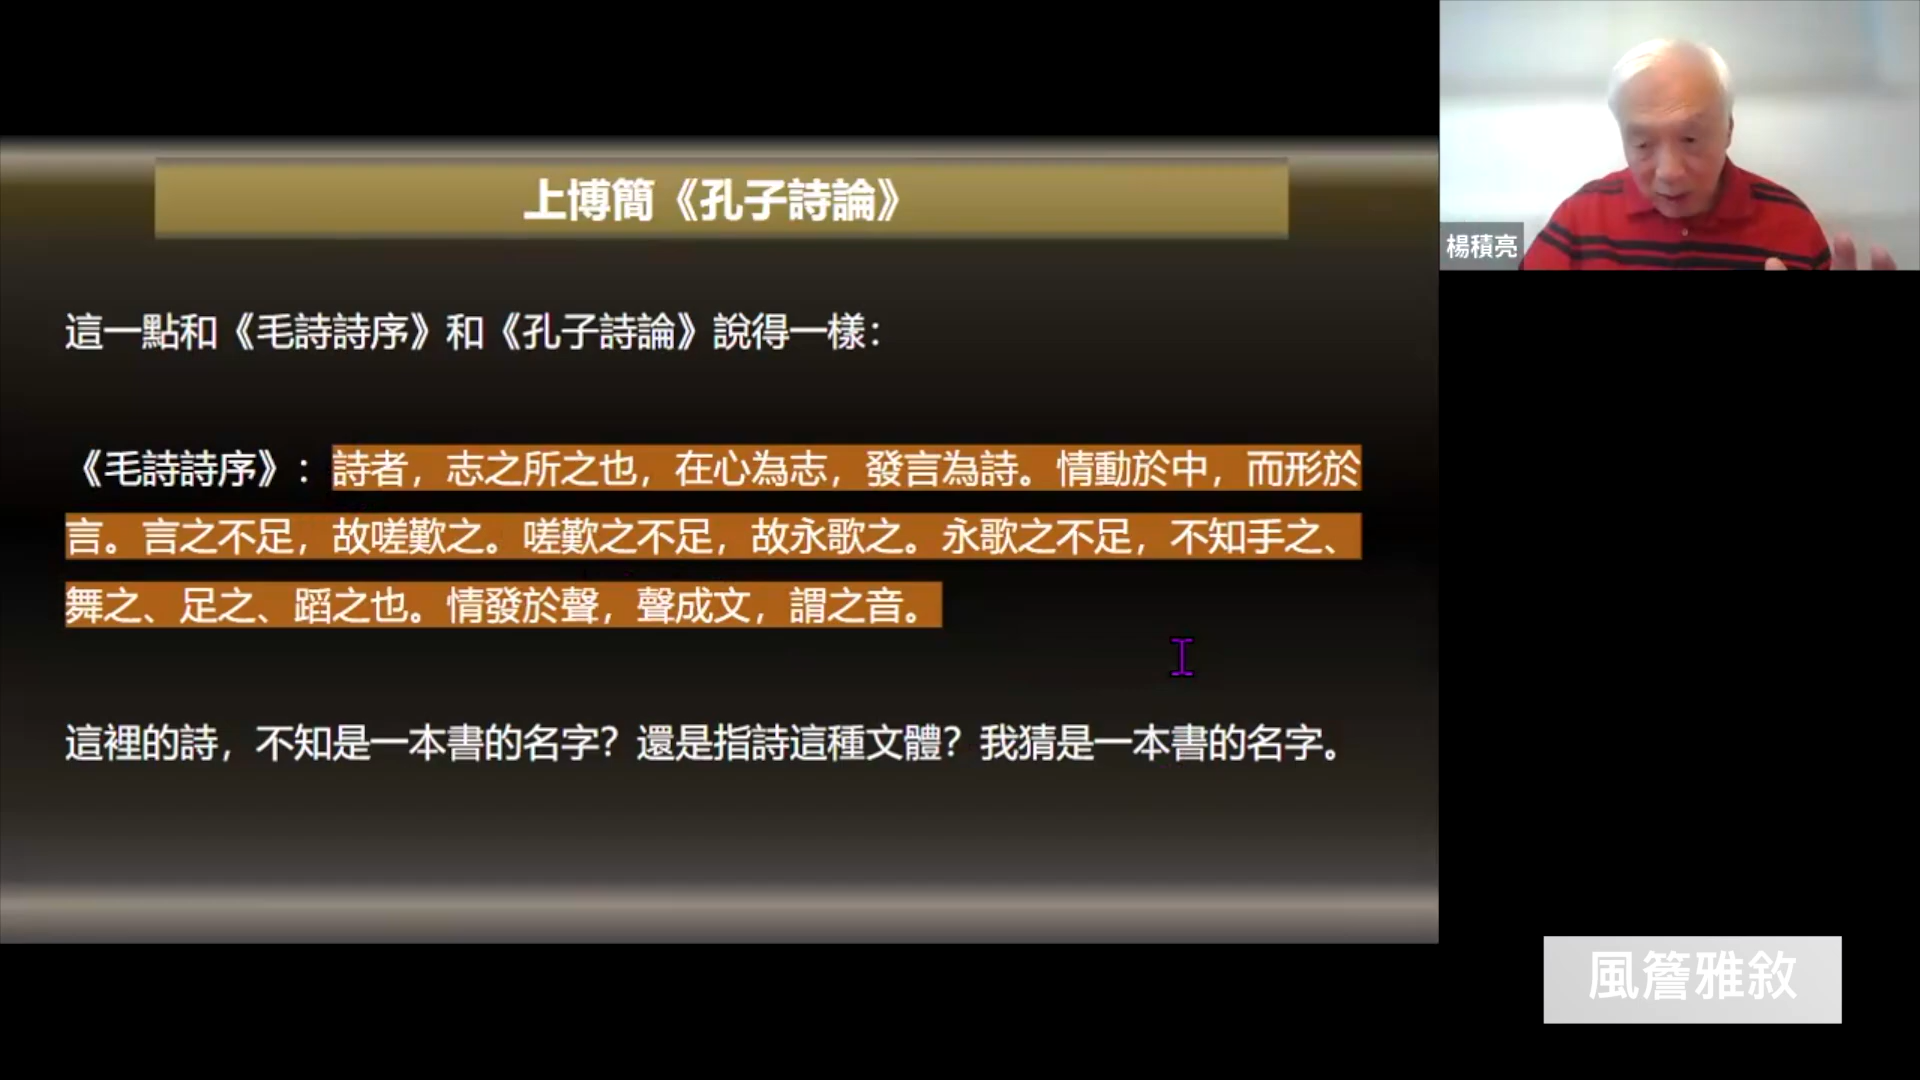 上博簡《孔子詩論》
這一點和《毛詩詩序》和《孔子詩論》說得一樣：
《毛詩詩序》：詩者，志之所之也，在心為志，發言為詩。情動於中，而形於
言。言之不足，故嗟歎之。嗟歎之不足，故永歌之。永歌之不足，不知手之、
舞之、足之、蹈之也。情發於聲，聲成文，謂之音。
這裡的詩，不知是一本書的名字？還是指詩這種文體？我猜是一本書的名字。
楊積亮
風簷雅敘